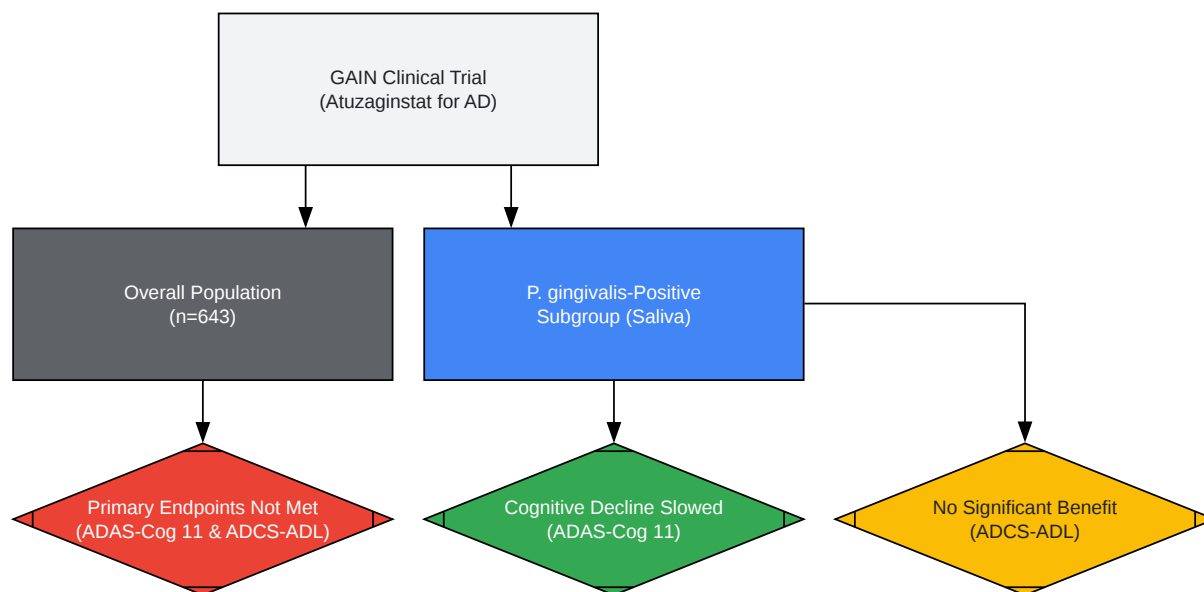 GAIN Clinical Trial
(Atuzaginstat for AD)
Overall Population
(n=643)
P. gingivalis-Positive
Subgroup (Saliva)
Primary Endpoints Not Met
(ADAS-Cog 11 & ADCS-ADL)
Cognitive Decline Slowed
(ADAS-Cog 11)
No Significant Benefit
(ADCS-ADL)